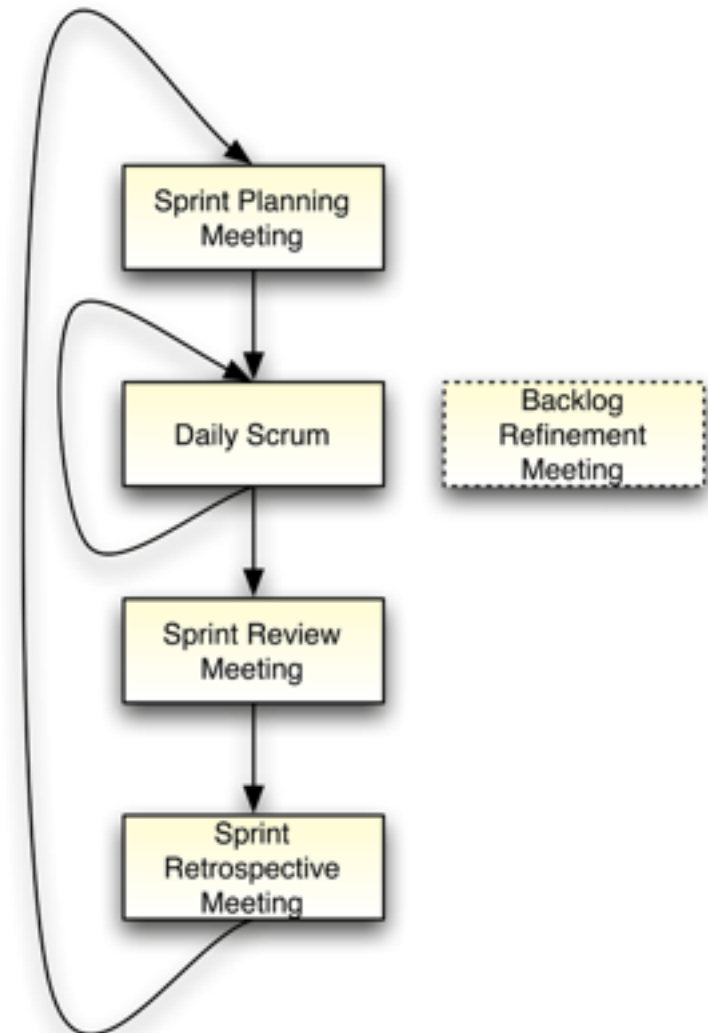 Sprint Planning
Meeting
Daily Scrum
Backlog
Refinement
Meeting
Sprint Review
Meeting
Sprint
Retrospective
Meeting